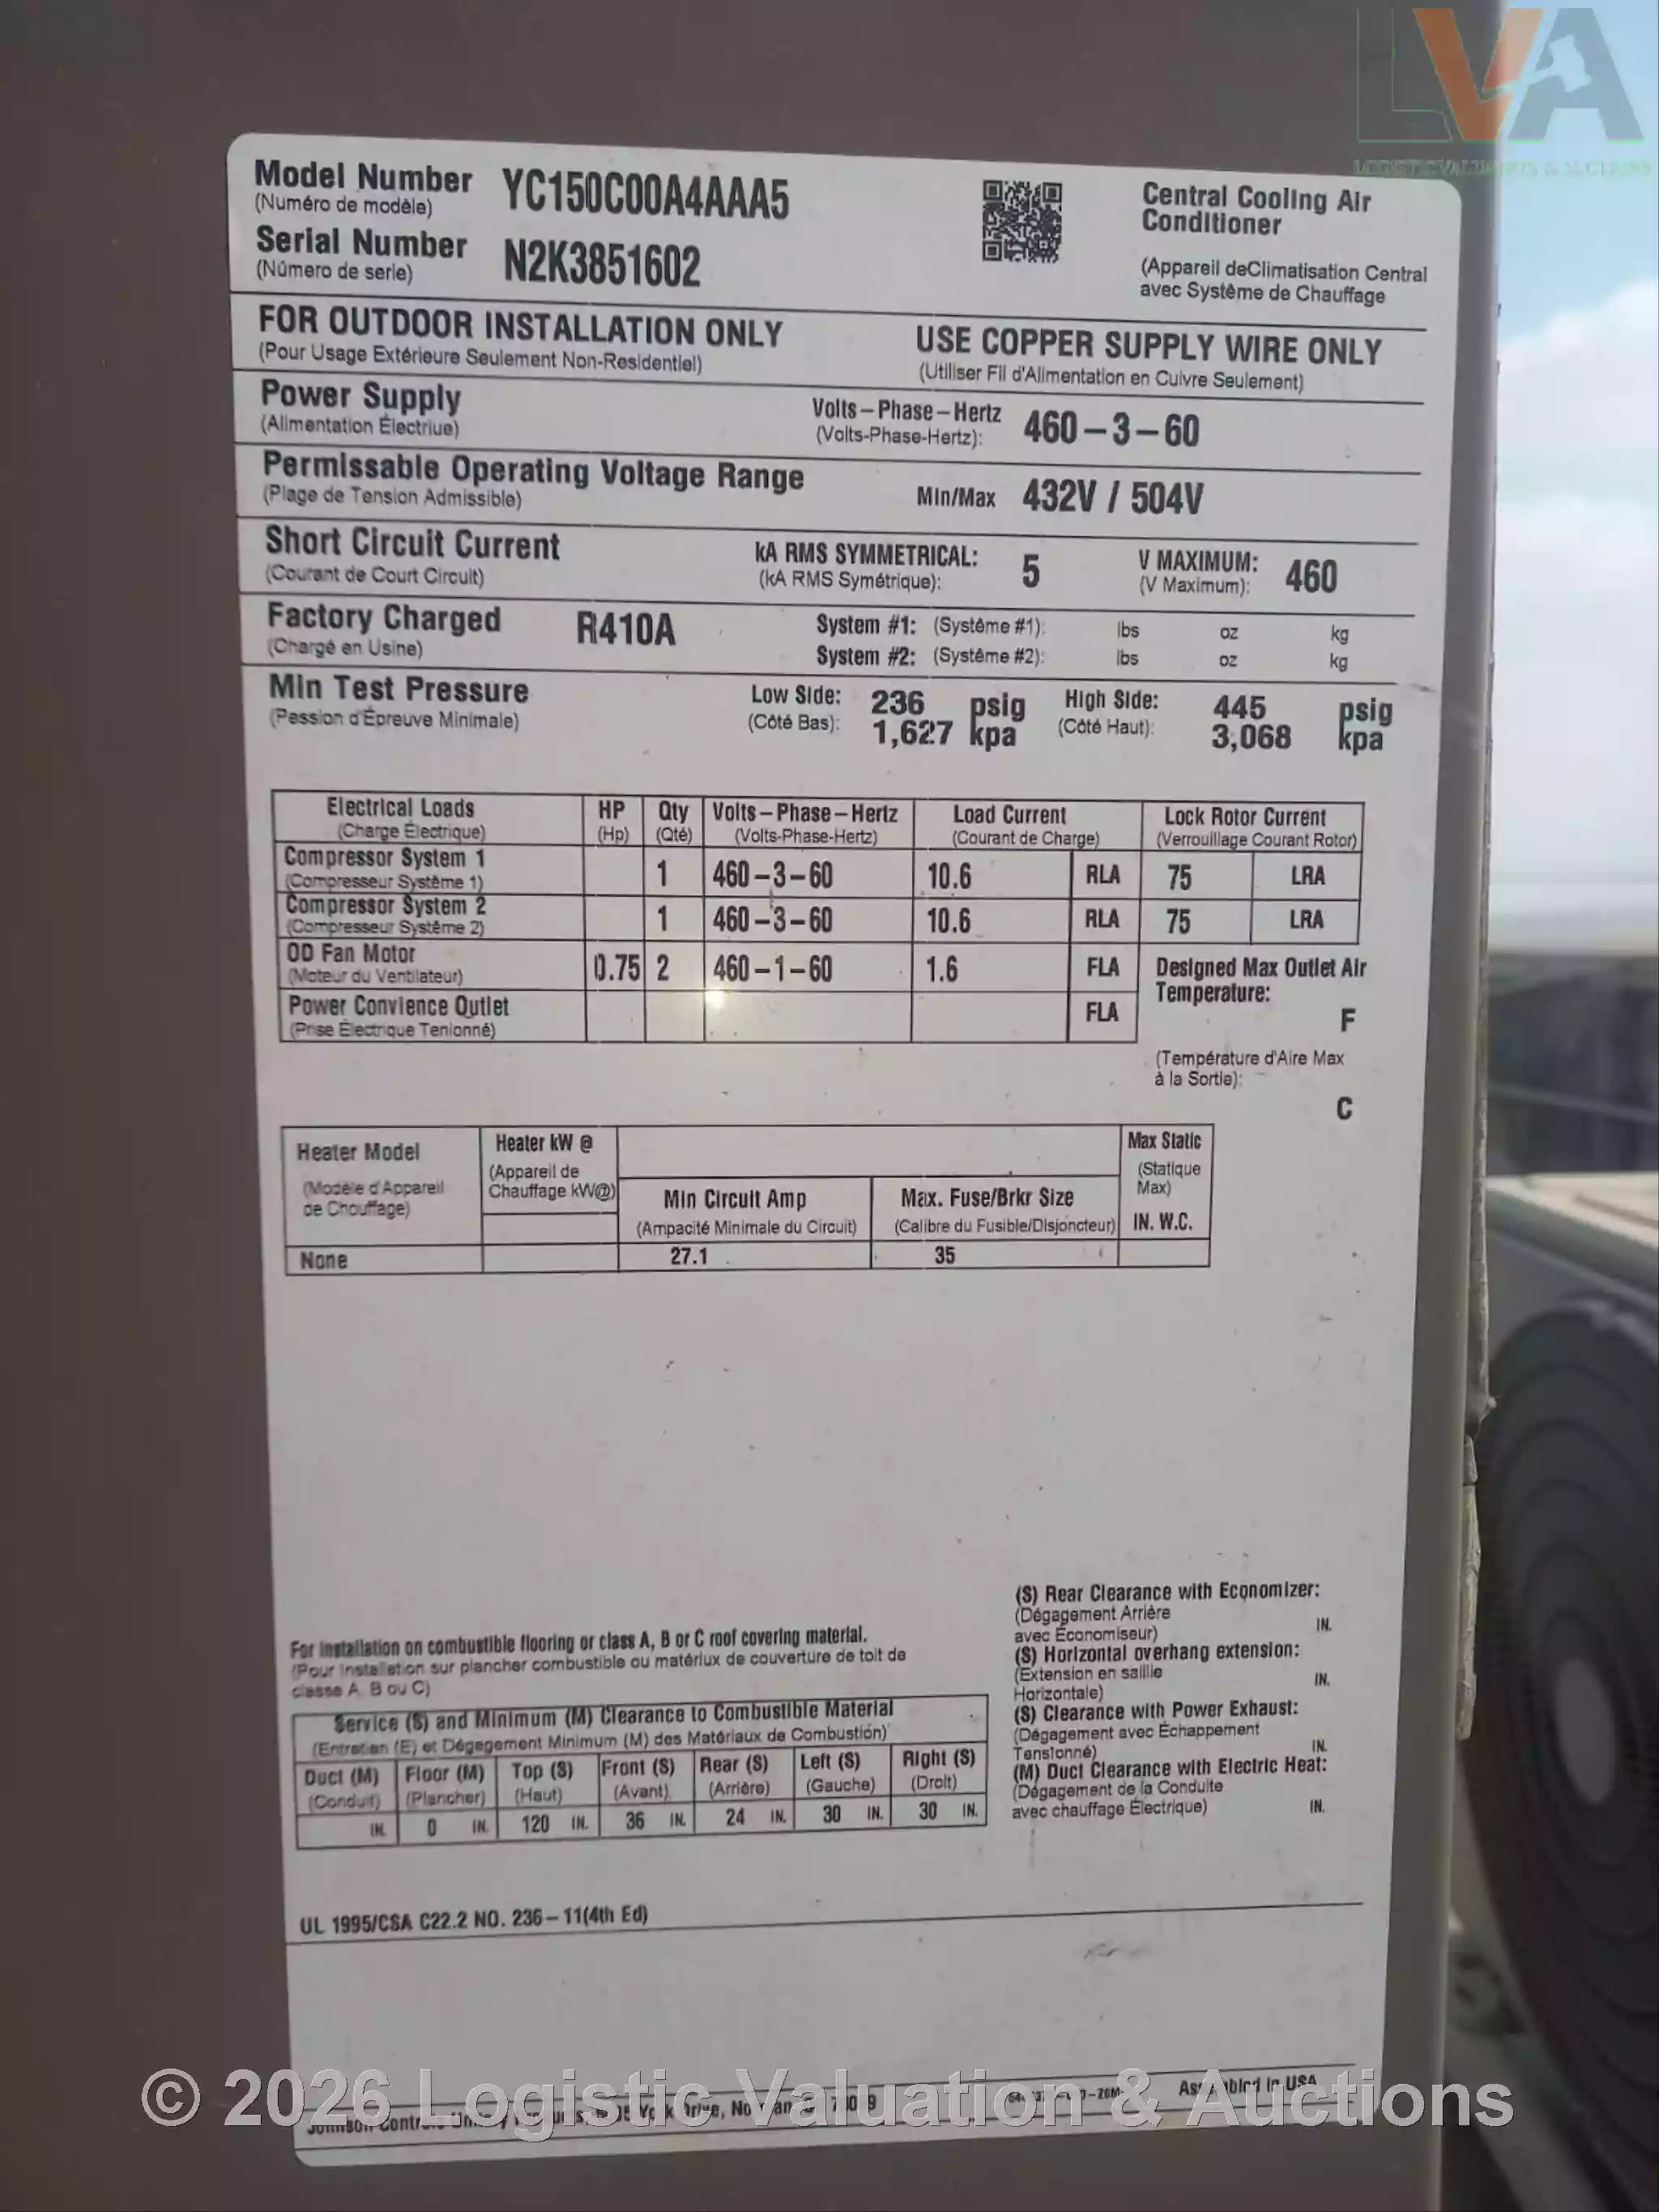 LVA
Model Number YC150C00A4AAA5
(Numéro de modèle)
Serial Number N2K3851602
(Número de serie)
Central Cooling Air
Conditioner
(Appareil deClimatisation Central
avec Système de Chauffage
FOR OUTDOOR INSTALLATION ONLY USE COPPER SUPPLY WIRE ONLY
(Pour Usage Extérieure Seulement Non-Residentiel) (Utiliser Fil d'Alimentation en Cuivre Seulement)
Power Supply Volts-Phase-Hertz 460-3-60
(Alimentation Électriue) (Volts-Phase-Hertz):
Permissable Operating Voltage Range Min/Max 432V / 504V
(Plage de Tension Admissible)
Short Circuit Current kA RMS SYMMETRICAL: 5 V MAXIMUM: 460
(Courant de Court Circuit) (kA RMS Symétrique): (V Maximum):
Factory Charged R410A System #1: (Système #1): lbs oz kg
(Chargé en Usine) System #2: (Système #2): lbs oz kg
Min Test Pressure Low Side: 236 psig High Side: 445 psig
(Pession d'Épreuve Minimale) (Côté Bas): 1,627 kpa (Côté Haut): 3,068 kpa
Electrical Loads HP Qty Volts-Phase-Hertz Load Current Lock Rotor Current
(Charge Électrique) (Hp) (Qté) (Volts-Phase-Hertz) (Courant de Charge) (Verrouillage Courant Rotor)
Compressor System 1 1 460-3-60 10.6 RLA 75 LRA
(Compresseur Système 1)
Compressor System 2 1 460-3-60 10.6 RLA 75 LRA
(Compresseur Système 2)
OD Fan Motor 0.75 2 460-1-60 1.6 FLA
(Moteur du Ventilateur)
Power Convience Outlet FLA
(Prise Électrique Tenionné)
Designed Max Outlet Air
Temperature:
F
(Température d'Aire Max
à la Sortie):
C
Heater Model Heater kW @ Max Static
(Modèle d'Appareil (Appareil de (Statique
de Chouffage) Chauffage kW@) Max)
Min Circuit Amp Max. Fuse/Brkr Size
(Ampacité Minimale du Circuit) (Calibre du Fusible/Disjoncteur) IN. W.C.
None 27.1 35
For installation on combustible flooring or class A, B or C roof covering material.
(Pour installation sur plancher combustible ou matériux de couverture de toit de
classe A, B ou C)
Service (S) and Minimum (M) Clearance to Combustible Material
(Entretien (E) et Dégegement Minimum (M) des Matériaux de Combustión)
Duct (M) Floor (M) Top (S) Front (S) Rear (S) Left (S) Right (S)
(Conduit) (Plancher) (Haut) (Avant) (Arrière) (Gauche) (Droit)
IN. 0 IN. 120 IN. 36 IN. 24 IN. 30 IN. 30 IN.
(S) Rear Clearance with Economizer:
(Dégagement Arrière
avec Économiseur) IN.
(S) Horizontal overhang extension:
(Extension en saillie IN.
Horizontale)
(S) Clearance with Power Exhaust:
(Dégagement avec Échappement
Tensionné) IN.
(M) Duct Clearance with Electric Heat:
(Dégagement de la Conduite
avec chauffage Électrique) IN.
UL 1995/CSA C22.2 NO. 236-11(4th Ed)
Assembled in USA
© 2026 Logistic Valuation & Auctions